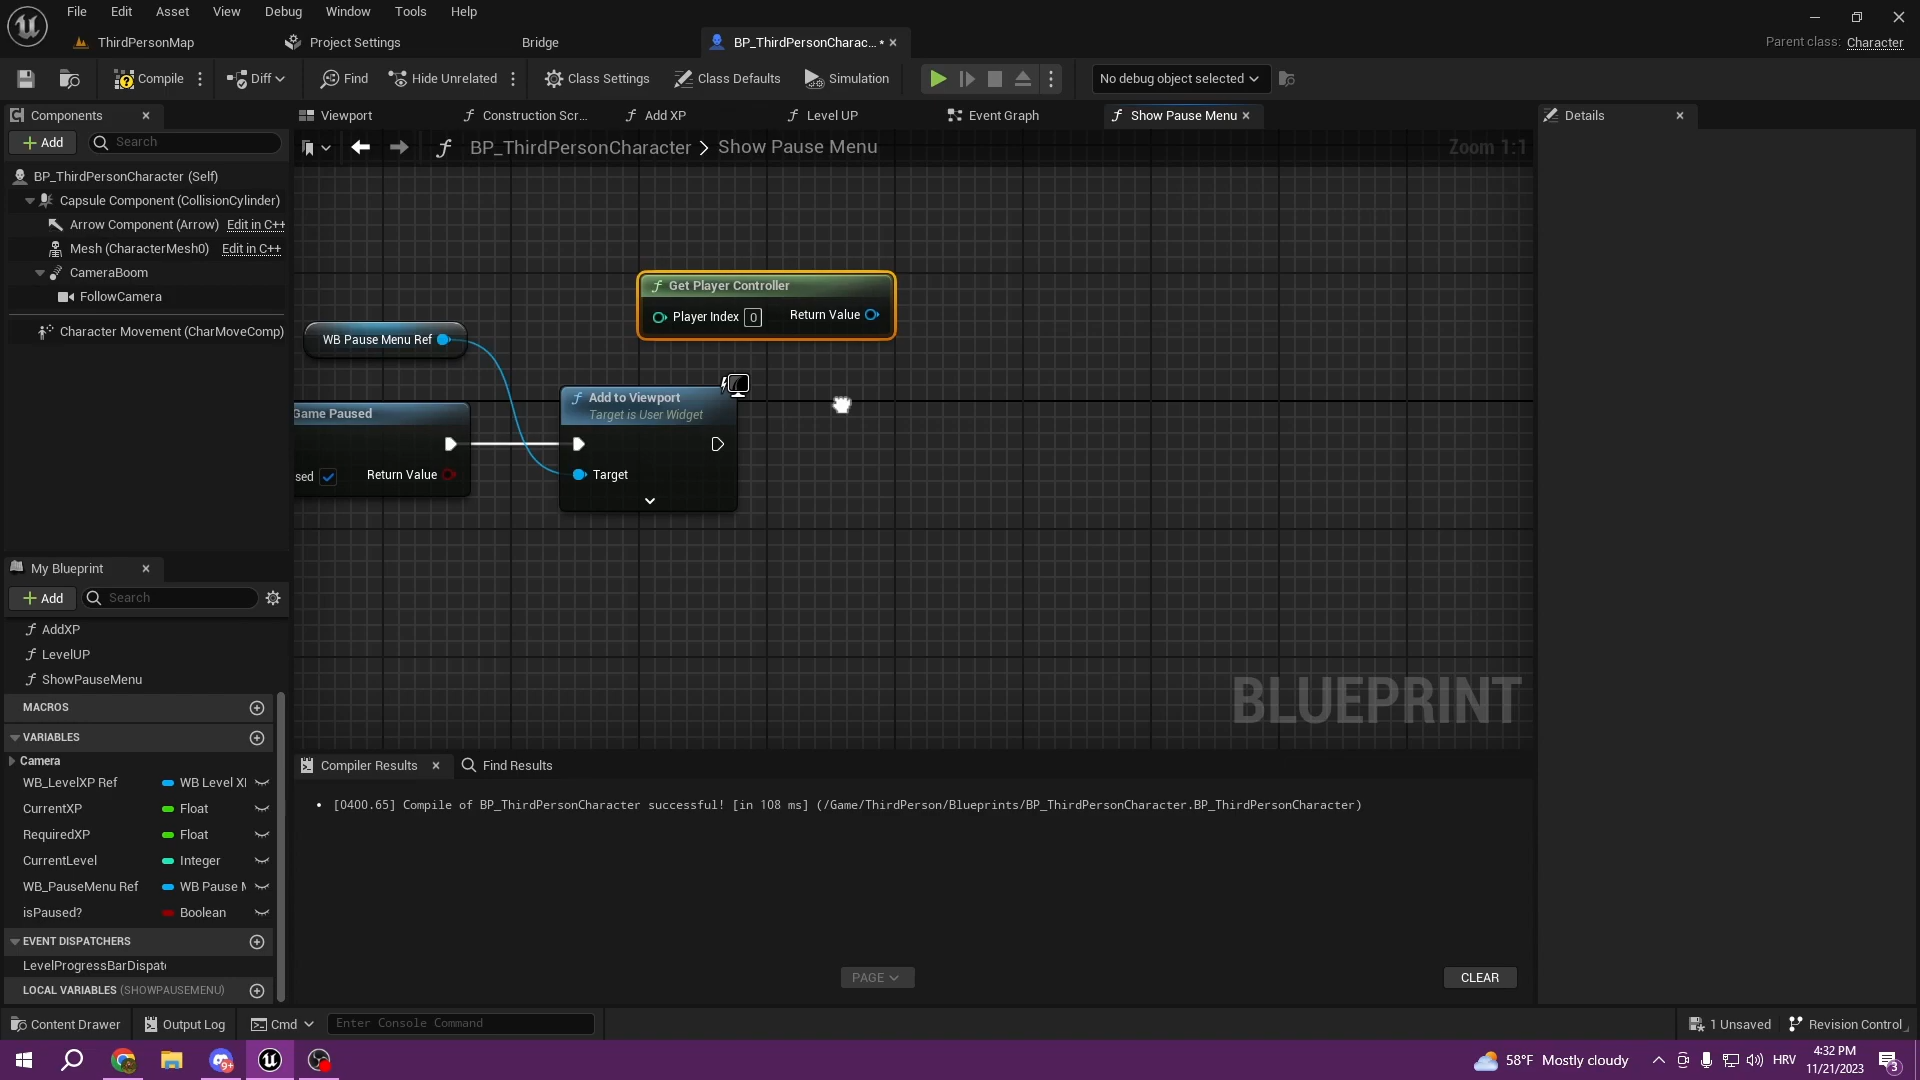 File Edit Asset View Debug Window Tools Help
ThirdPersonMap Project Settings Bridge BP_ThirdPersonCharac... •
Parent class: Character
Compile Diff Find Hide Unrelated Class Settings Class Defaults Simulation No debug object selected
Components
Add Search
BP_ThirdPersonCharacter (Self)
Capsule Component (CollisionCylinder)
Arrow Component (Arrow) Edit in C++
Mesh (CharacterMesh0) Edit in C++
CameraBoom
FollowCamera
Character Movement (CharMoveComp)
Viewport Construction Scr... Add XP Level UP Event Graph Show Pause Menu
BP_ThirdPersonCharacter > Show Pause Menu
Zoom 1:1
Get Player Controller
Player Index 0 Return Value
WB Pause Menu Ref
Game Paused
sed Return Value
Add to Viewport
Target is User Widget
Target
BLUEPRINT
Details
My Blueprint
Add Search
AddXP
LevelUP
ShowPauseMenu
MACROS
VARIABLES
Camera
WB_LevelXP Ref WB Level XI
CurrentXP Float
RequiredXP Float
CurrentLevel Integer
WB_PauseMenu Ref WB Pause M
isPaused? Boolean
EVENT DISPATCHERS
LevelProgressBarDispatc
LOCAL VARIABLES (SHOWPAUSEMENU)
Compiler Results Find Results
• [0400.65] Compile of BP_ThirdPersonCharacter successful! [in 108 ms] (/Game/ThirdPerson/Blueprints/BP_ThirdPersonCharacter.BP_ThirdPersonCharacter)
PAGE
CLEAR
Content Drawer Output Log Cmd Enter Console Command
1 Unsaved Revision Control
9+
58°F Mostly cloudy
HRV
4:32 PM
11/21/2023
3